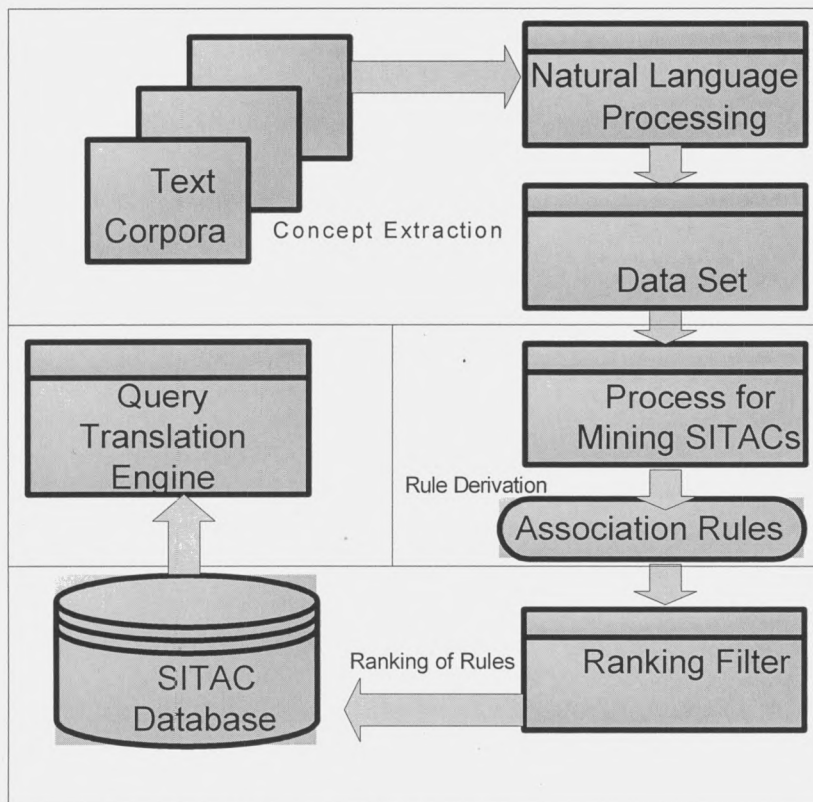 Natural Language
Processing
Text
Corpora
Concept Extraction
Data Set
Query
Translation
Engine
Process for
Mining SITACs
Rule Derivation
Association Rules
SITAC
Database
Ranking of Rules
Ranking Filter